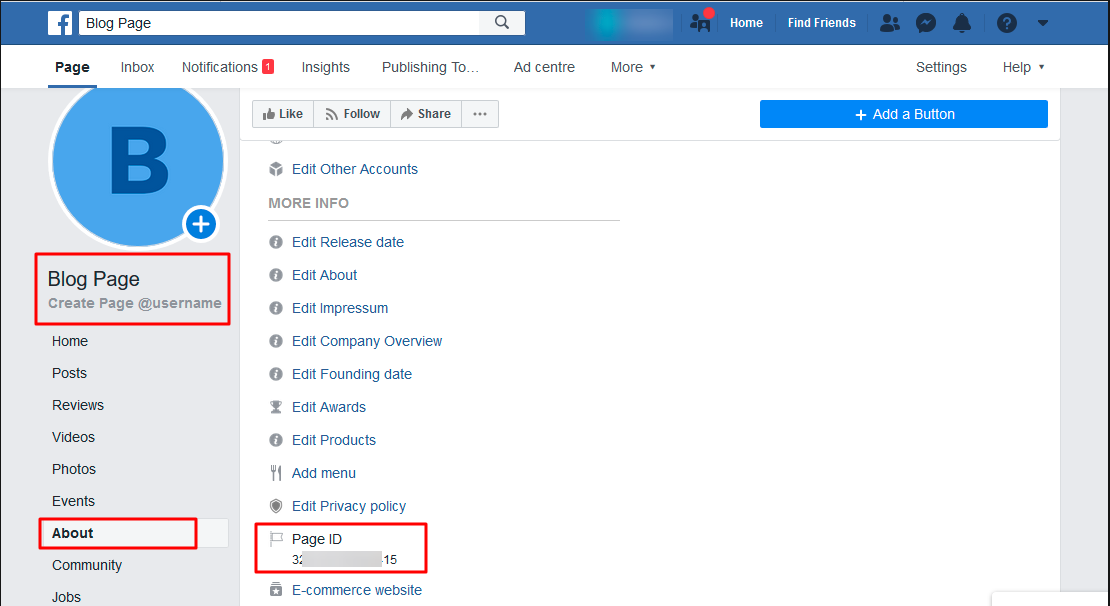 Blog Page
Home
Find Friends
Page
Inbox
Notifications 1
Insights
Publishing To...
Ad centre
More
Settings
Help
B
Like
Follow
Share
+ Add a Button
Blog Page
Create Page @username
Home
Posts
Reviews
Videos
Photos
Events
About
Community
Jobs
Edit Other Accounts
MORE INFO
Edit Release date
Edit About
Edit Impressum
Edit Company Overview
Edit Founding date
Edit Awards
Edit Products
Add menu
Edit Privacy policy
Page ID
32 15
E-commerce website